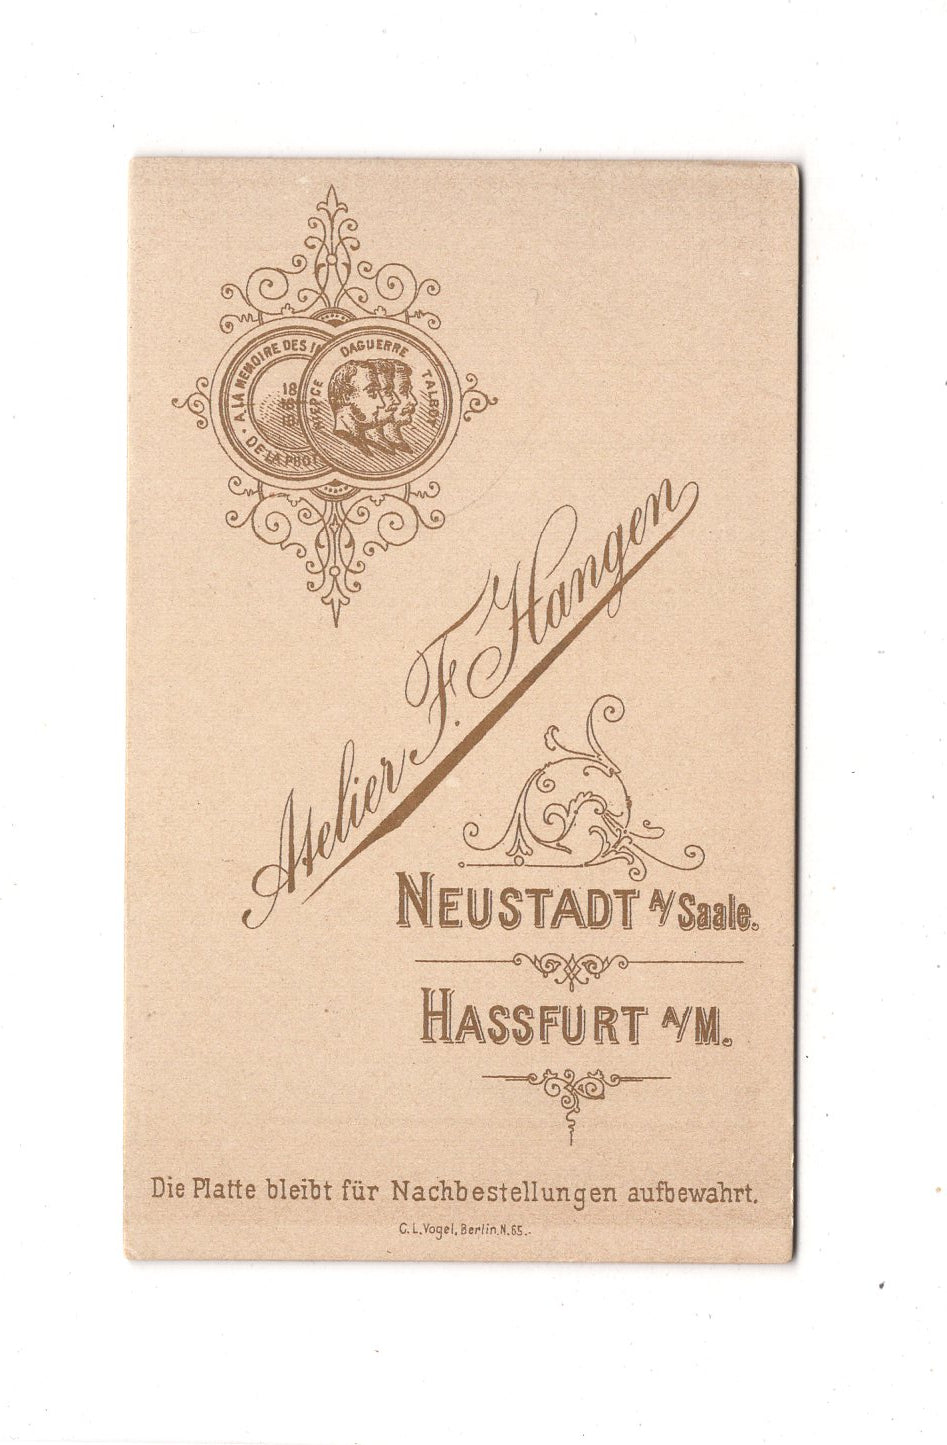 A LA MEMOIRE DES I
DE LA PHOT
18
NIEPCE DAGUERRE TALBOT
Atelier F. Hangen
NEUSTADT A/Saale.
HASSFURT A/M.
Die Platte bleibt für Nachbestellungen aufbewahrt.
C. L. Vogel, Berlin. N. 65.